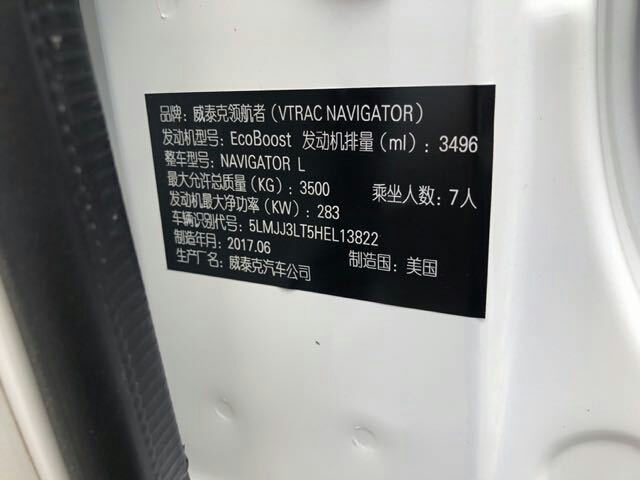 品牌：威泰克领航者（VTRAC NAVIGATOR）
发动机型号：EcoBoost 发动机排量（ml）：3496
整车型号：NAVIGATOR L
最大允许总质量（KG）：3500 乘坐人数：7人
发动机最大净功率（KW）：283
车辆识别代号：5LMJJ3LT5HEL13822
制造年月：2017.06
生产厂名：威泰克汽车公司 制造国：美国